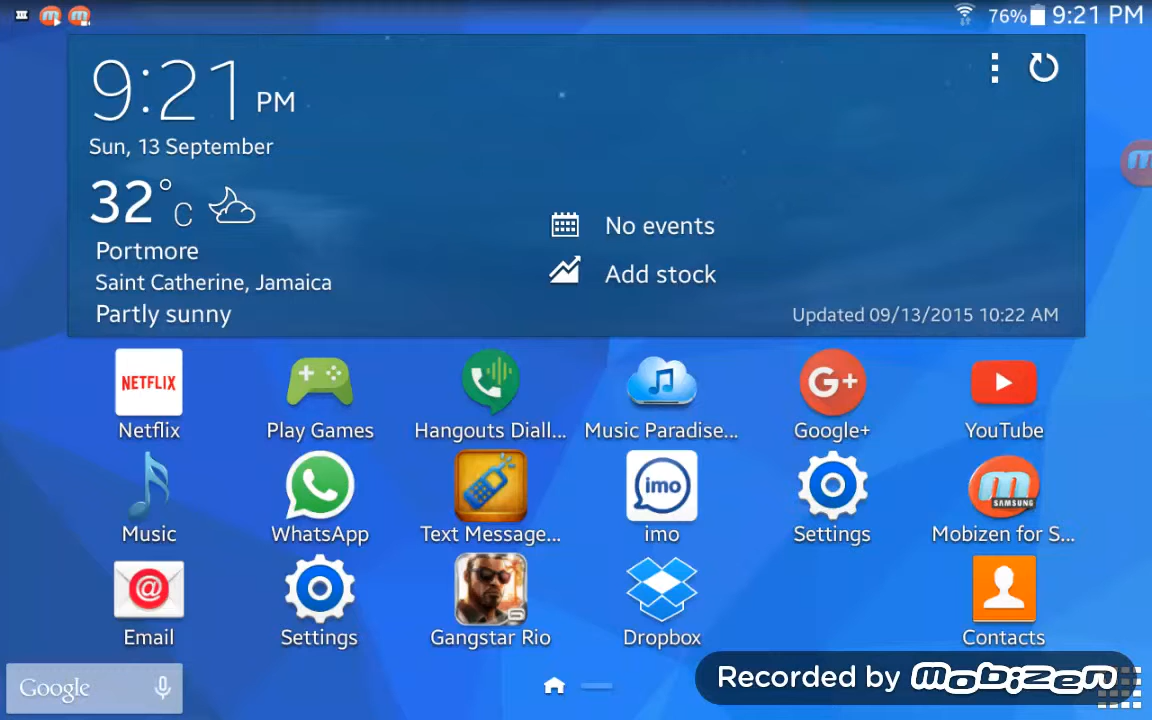 76% 9:21 PM
9:21 PM
Sun, 13 September
32°C
Portmore
Saint Catherine, Jamaica
Partly sunny
No events
Add stock
Updated 09/13/2015 10:22 AM
NETFLIX
G+
Netflix
Play Games
Hangouts Diall...
Music Paradise...
Google+
YouTube
imo
m
SAMSUNG
Music
WhatsApp
Text Message...
imo
Settings
Mobizen for S...
@
Email
Settings
Gangstar Rio
Dropbox
Contacts
Google
Recorded by mobizen